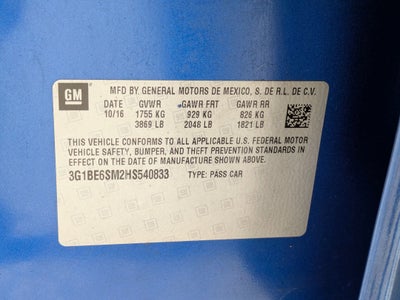 GM
MFD BY GENERAL MOTORS DE MEXICO, S. DE R.L. DE C.V.
DATE GVWR GAWR FRT GAWR RR
10/16 1755 KG 929 KG 826 KG
3869 LB 2048 LB 1821 LB
THIS VEHICLE CONFORMS TO ALL APPLICABLE
U.S. FEDERAL MOTOR
VEHICLE SAFETY, BUMPER, AND THEFT PREVENTION STANDARDS IN
EFFECT ON THE DATE OF MANUFACTURE SHOWN ABOVE.
3G1BE6SM2HS540833 TYPE: PASS CAR